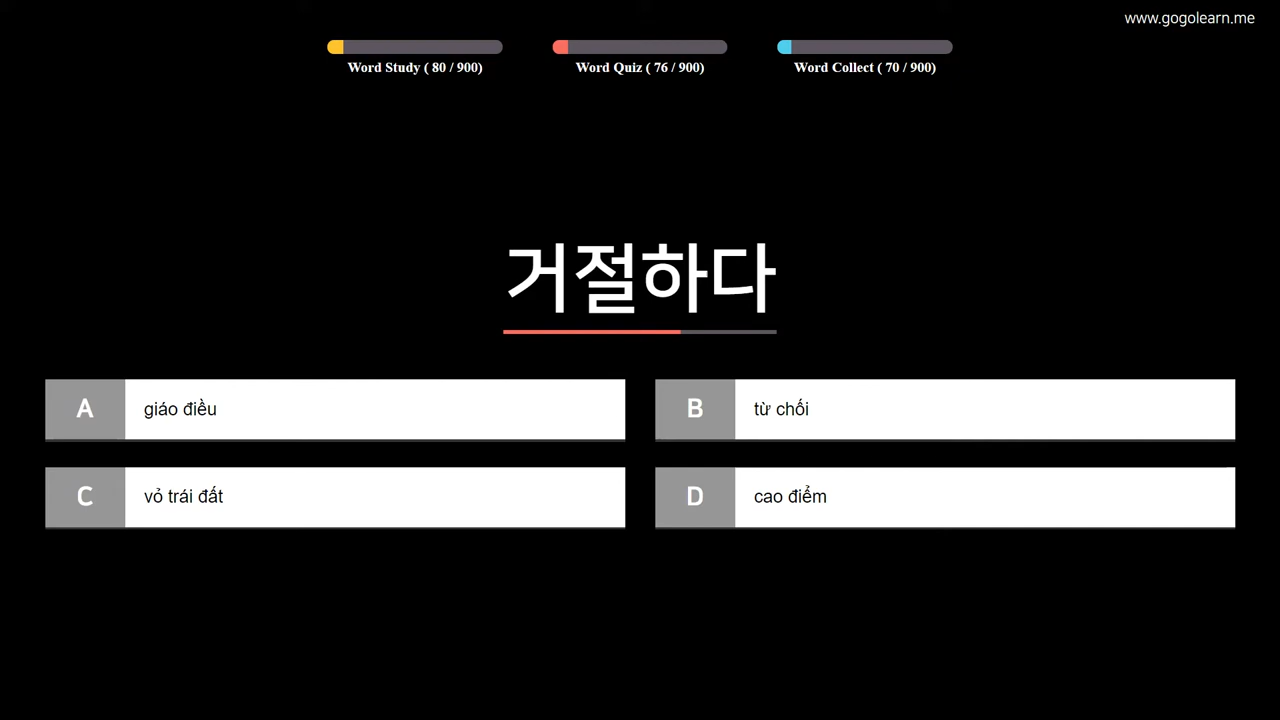 www.gogolearn.me
Word Study ( 80 / 900)
Word Quiz ( 76 / 900)
Word Collect ( 70 / 900)
거절하다
A giáo điều
B từ chối
C vỏ trái đất
D cao điểm